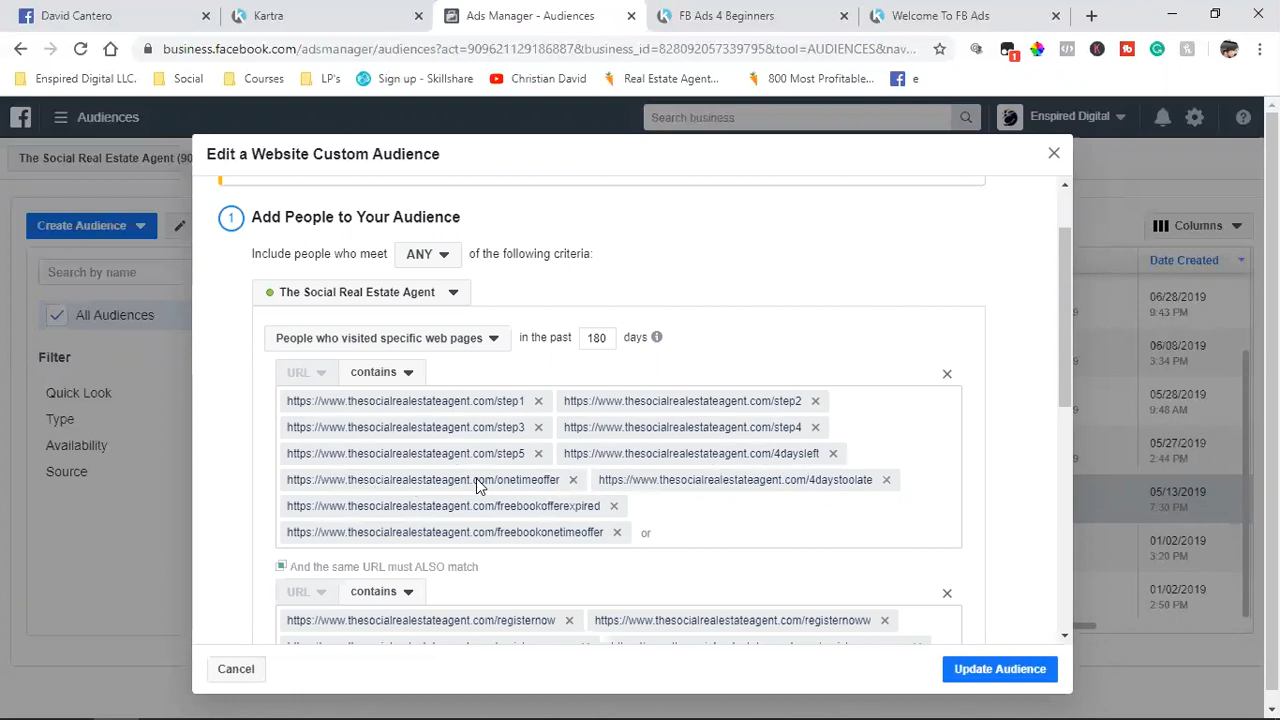 David Cantero
Kartra
Ads Manager - Audiences
FB Ads 4 Beginners
Welcome To FB Ads
business.facebook.com/adsmanager/audiences?act=909621129186887&business_id=828092057339795&tool=AUDIENCES&nav...
Enspired Digital LLC.
Social
Courses
LP's
Sign up - Skillshare
Christian David
Real Estate Agent...
800 Most Profitable...
e
Audiences
Search business
Enspired Digital
The Social Real Estate Agent (90
Edit a Website Custom Audience
Create Audience
Columns
Search by name
Date Created
All Audiences
Filter
Quick Look
Type
Availability
Source
1 Add People to Your Audience
Include people who meet ANY of the following criteria:
The Social Real Estate Agent
People who visited specific web pages in the past 180 days
URL contains
https://www.thesocialrealestateagent.com/step1 https://www.thesocialrealestateagent.com/step2
https://www.thesocialrealestateagent.com/step3 https://www.thesocialrealestateagent.com/step4
https://www.thesocialrealestateagent.com/step5 https://www.thesocialrealestateagent.com/4daysleft
https://www.thesocialrealestateagent.com/onetimeoffer https://www.thesocialrealestateagent.com/4daystoolate
https://www.thesocialrealestateagent.com/freebookofferexpired
https://www.thesocialrealestateagent.com/freebookonetimeoffer or
And the same URL must ALSO match
URL contains
https://www.thesocialrealestateagent.com/registernow https://www.thesocialrealestateagent.com/registernoww
06/28/2019
9:43 PM
06/08/2019
3:34 PM
05/28/2019
9:48 AM
05/27/2019
2:44 PM
05/13/2019
7:30 PM
01/02/2019
3:20 PM
01/02/2019
2:50 PM
Cancel
Update Audience